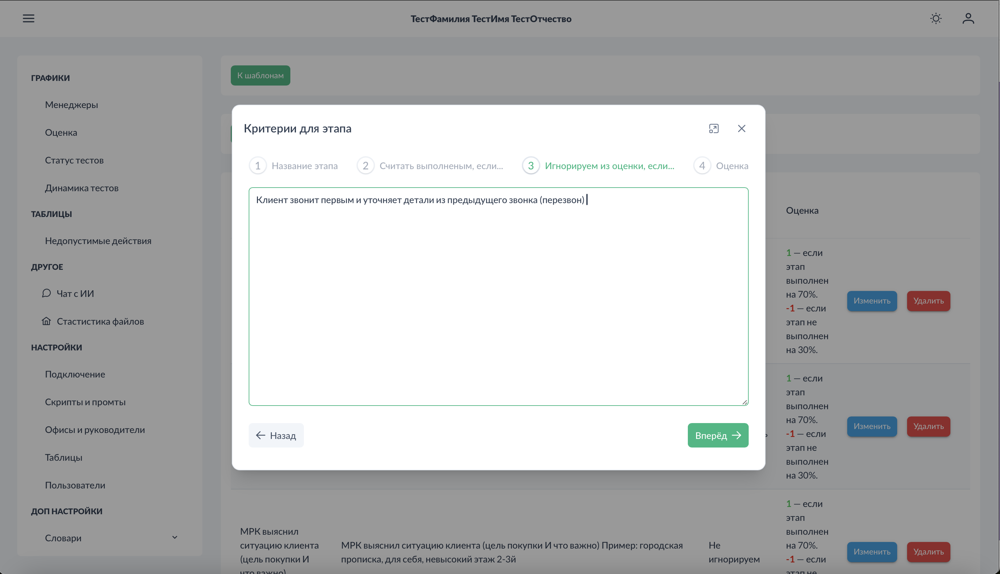 ТестФамилия ТестИмя ТестОтчество
ГРАФИКИ
Менеджеры
Оценка
Статус тестов
Динамика тестов
ТАБЛИЦЫ
Недопустимые действия
ДРУГОЕ
Чат с ИИ
Стастистика файлов
НАСТРОЙКИ
Подключение
Скрипты и промты
Офисы и руководители
Таблицы
Пользователи
ДОП НАСТРОЙКИ
Словари
К шаблонам
Критерии для этапа
1 Название этапа
2 Считать выполненым, если...
3 Игнорируем из оценки, если...
4 Оценка
Клиент звонит первым и уточняет детали из предыдущего звонка (перезвон)
Назад
Вперёд
Оценка
1 — если
этап
выполнен
на 70%.
-1 — если
этап не
выполнен
на 30%.
Изменить
Удалить
1 — если
этап
выполнен
на 70%.
-1 — если
этап не
выполнен
на 30%.
Изменить
Удалить
МРК выяснил
ситуацию клиента
(цель покупки И
что важно)
МРК выяснил ситуацию клиента (цель покупки И что важно) Пример: городская
прописка, для себя, невысокий этаж 2-3й
Не
игнорируем
1 — если
этап
выполнен
на 70%.
-1 — если
этап не
Изменить
Удалить